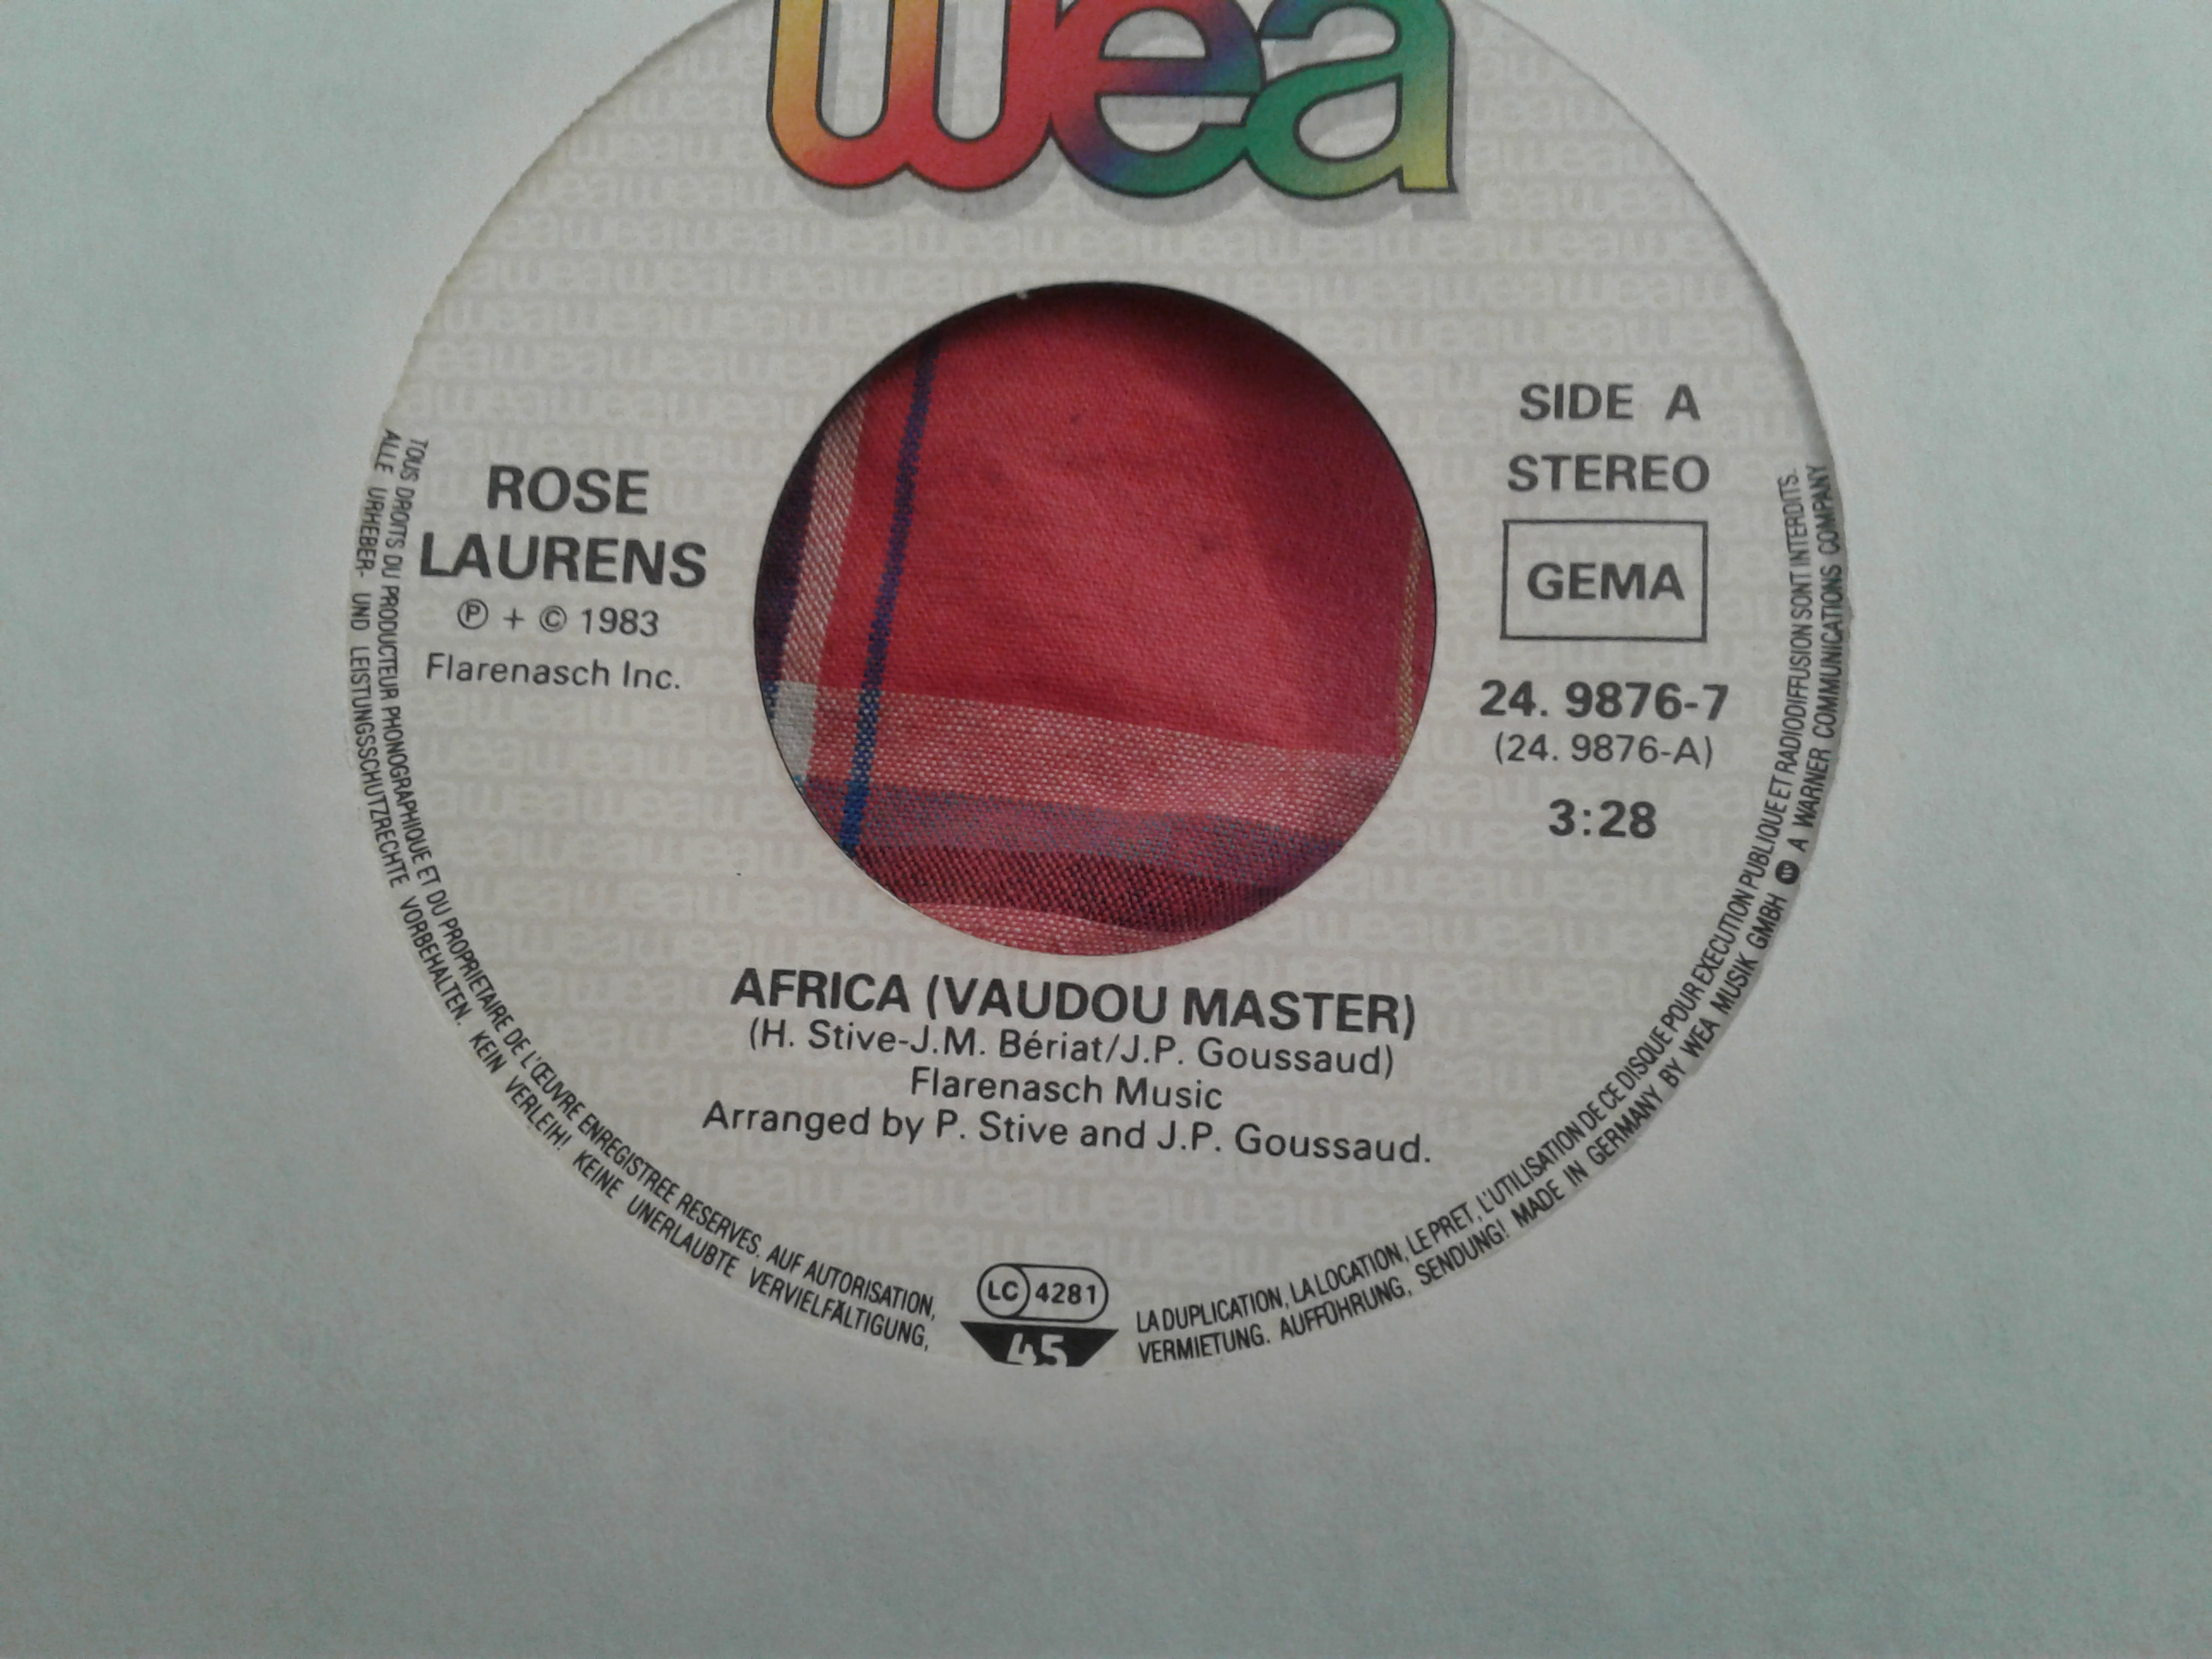 wea
ROSE
LAURENS
Ⓟ + © 1983
Flarenasch Inc.
SIDE A
STEREO
GEMA
24. 9876-7
(24. 9876-A)
3:28
AFRICA (VAUDOU MASTER)
(H. Stive-J.M. Bériat/J.P. Goussaud)
Flarenasch Music
Arranged by P. Stive and J.P. Goussaud.
TOUS DROITS DU PRODUCTEUR PHONOGRAPHIQUE ET DU PROPRIETAIRE DE L'ŒUVRE ENREGISTREE RESERVES. AUF AUTORISATION,
ALLE URHEBER- UND LEISTUNGSSCHUTZRECHTE VORBEHALTEN. KEIN VERLEIH! KEINE UNERLAUBTE VERVIELFÄLTIGUNG,
LC 4281
45
LA DUPLICATION, LA LOCATION, LE PRET, L'UTILISATION DE CE DISQUE POUR EXECUTION PUBLIQUE ET RADIODIFFUSION SONT INTERDITS.
VERMIETUNG. AUFFÜHRUNG, SENDUNG! MADE IN GERMANY BY WEA MUSIK GMBH A WARNER COMMUNICATIONS COMPANY